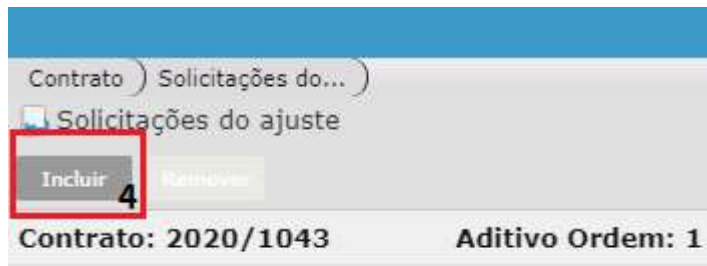 Contrato ) Solicitações do... )
Solicitações do ajuste
Incluir 4 Remover
Contrato: 2020/1043 Aditivo Ordem: 1